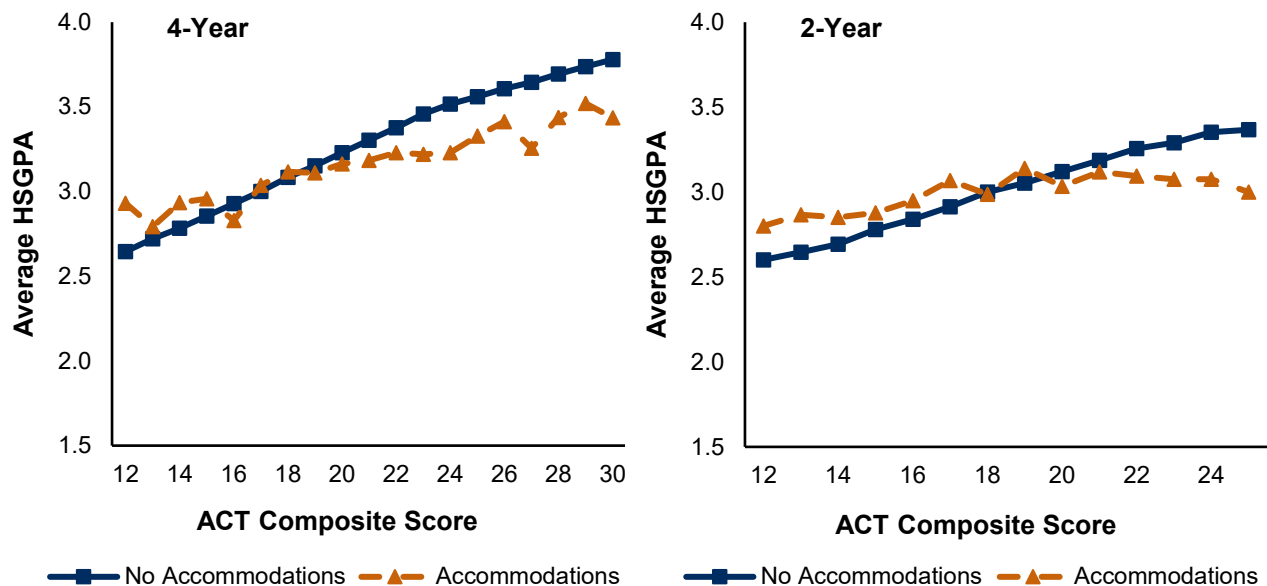 4-Year
Average HSGPA
4.0
3.5
3.0
2.5
2.0
1.5
12 14 16 18 20 22 24 26 28 30
ACT Composite Score
No Accommodations Accommodations
2-Year
Average HSGPA
4.0
3.5
3.0
2.5
2.0
1.5
12 14 16 18 20 22 24
ACT Composite Score
No Accommodations Accommodations